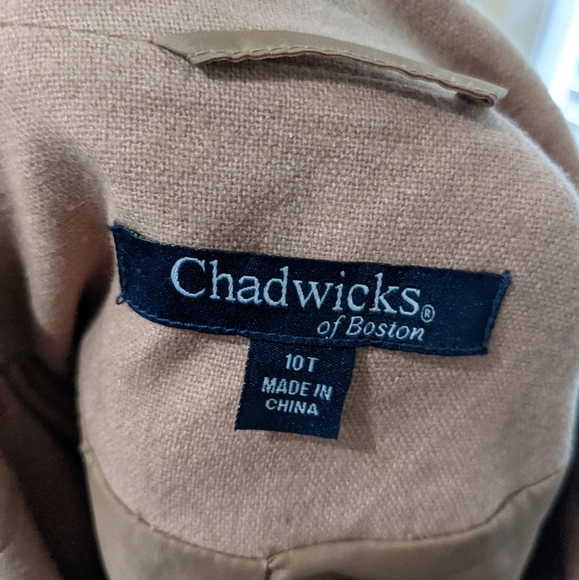 Chadwicks®
of Boston
10T
MADE IN
CHINA